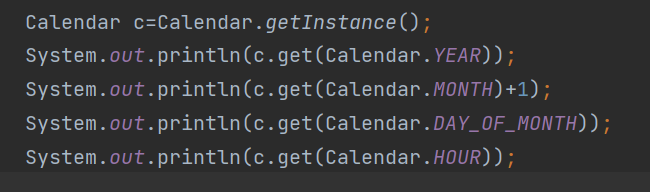 Calendar c=Calendar.getInstance();
System.out.println(c.get(Calendar.YEAR));
System.out.println(c.get(Calendar.MONTH)+1);
System.out.println(c.get(Calendar.DAY_OF_MONTH));
System.out.println(c.get(Calendar.HOUR));